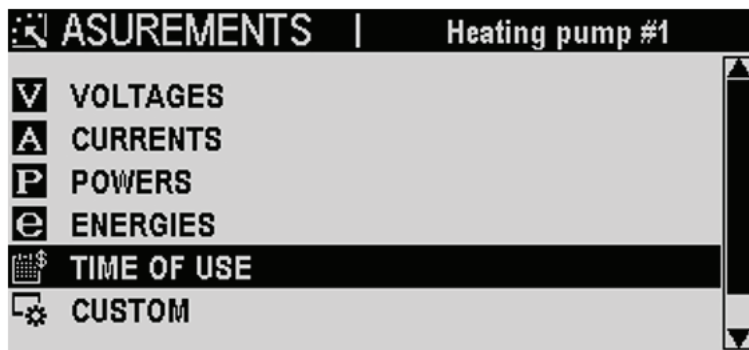 ASUREMENTS | Heating pump #1
V VOLTAGES
A CURRENTS
P POWERS
e ENERGIES
$ TIME OF USE
CUSTOM